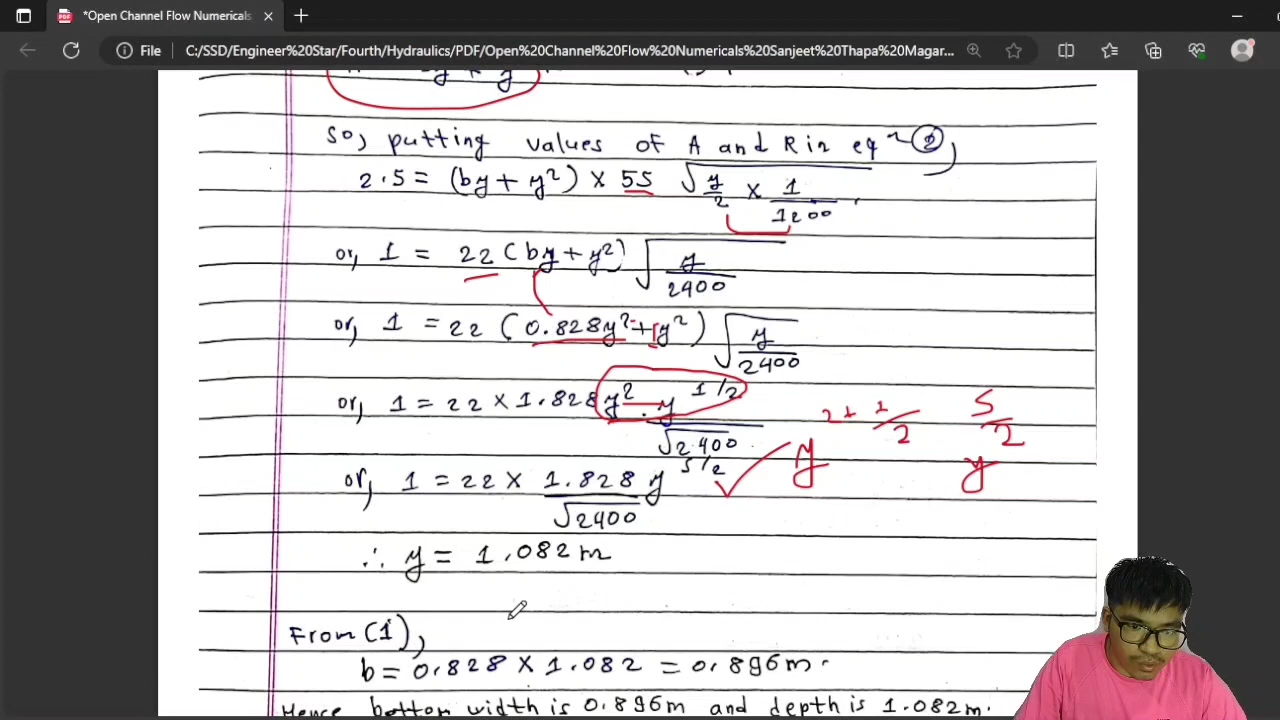 *Open Channel Flow Numericals
File C:/SSD/Engineer%20Star/Fourth/Hydraulics/PDF/Open%20Channel%20Flow%20Numericals%20Sanjeet%20Thapa%20Magar...
so, putting values of A and R in eqⁿ ②,
2.5 = (by + y²) × 55 √(y/2 × 1/1200)
or, 1 = 22 (by + y²) √(y/2400)
or, 1 = 22 (0.828y² + 1y²) √(y/2400)
or, 1 = 22 × 1.828 y² . y^1/2 / √2400 y^2+1/2 y^5/2
or, 1 = 22 × 1.828/√2400 y^5/2
∴ y = 1.082 m
From (1),
b = 0.828 × 1.082 = 0.896m.
Hence bottom width is 0.896m and depth is 1.082m.